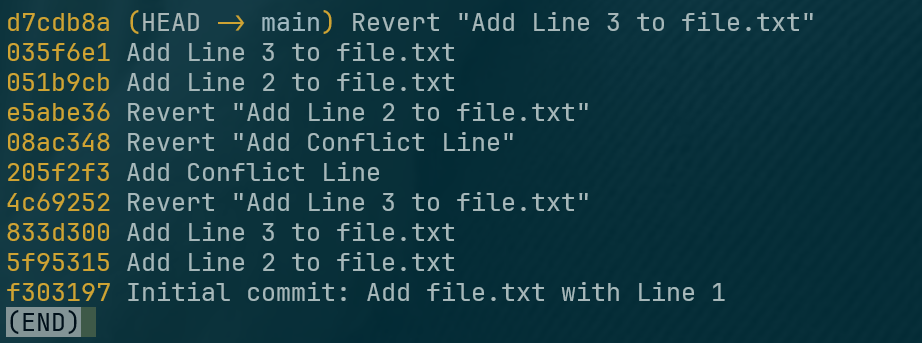 d7cdb8a (HEAD -> main) Revert "Add Line 3 to file.txt"
035f6e1 Add Line 3 to file.txt
051b9cb Add Line 2 to file.txt
e5abe36 Revert "Add Line 2 to file.txt"
08ac348 Revert "Add Conflict Line"
205f2f3 Add Conflict Line
4c69252 Revert "Add Line 3 to file.txt"
833d300 Add Line 3 to file.txt
5f95315 Add Line 2 to file.txt
f303197 Initial commit: Add file.txt with Line 1
(END)